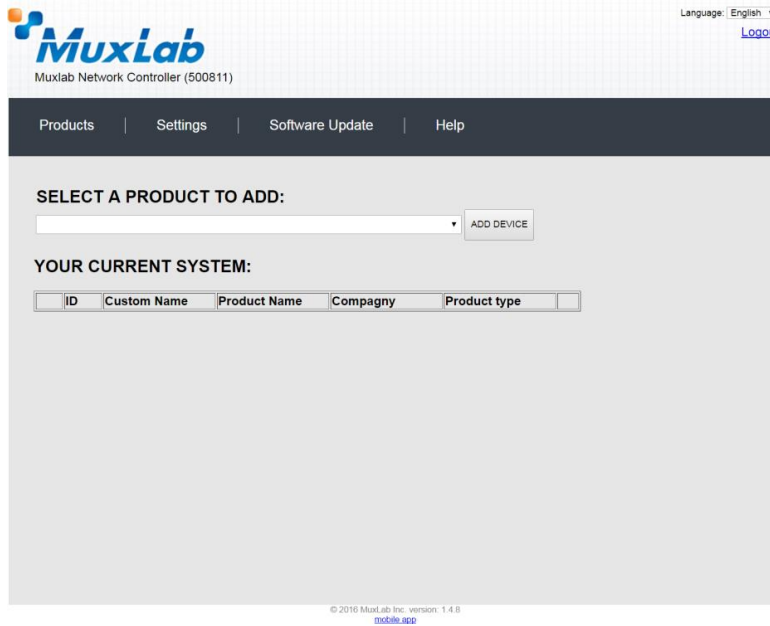 Language: English
MuxLab
Muxlab Network Controller (500811)
Products | Settings | Software Update | Help
SELECT A PRODUCT TO ADD:
ADD DEVICE
YOUR CURRENT SYSTEM:
ID Custom Name Product Name Compagny Product type
© 2016 MuxLab Inc. version: 1.4.8
mobile app